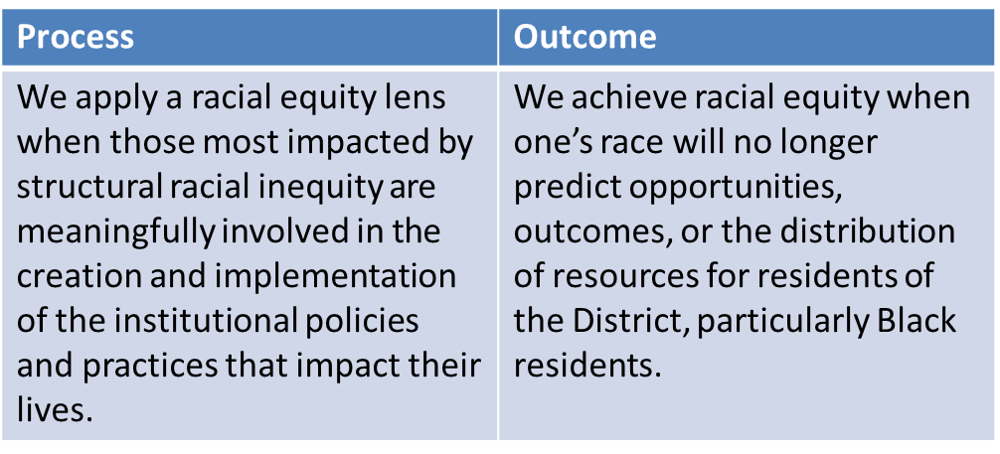 Process
We apply a racial equity lens
when those most impacted by
structural racial inequity are
meaningfully involved in the
creation and implementation
of the institutional policies
and practices that impact their
lives.
Outcome
We achieve racial equity when
one’s race will no longer
predict opportunities,
outcomes, or the distribution
of resources for residents of
the District, particularly Black
residents.